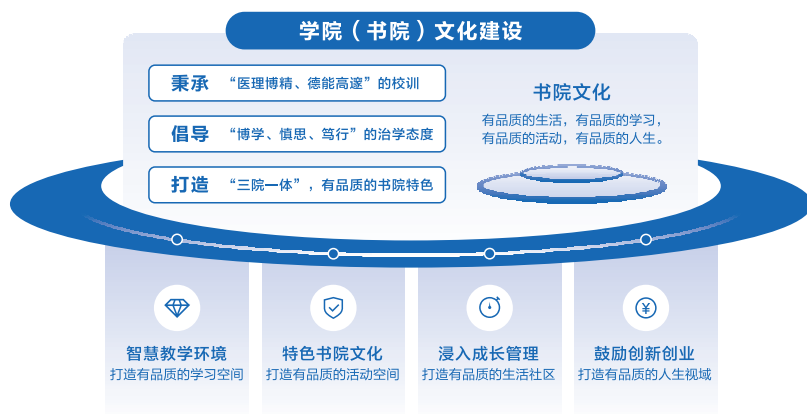 学院（书院）文化建设
秉承 “医理博精、德能高邃”的校训
倡导 “博学、慎思、笃行”的治学态度
打造 “三院一体”，有品质的书院特色
书院文化
有品质的生活，有品质的学习，
有品质的活动，有品质的人生。
智慧教学环境
打造有品质的学习空间
特色书院文化
打造有品质的活动空间
浸入成长管理
打造有品质的生活社区
鼓励创新创业
打造有品质的人生视域